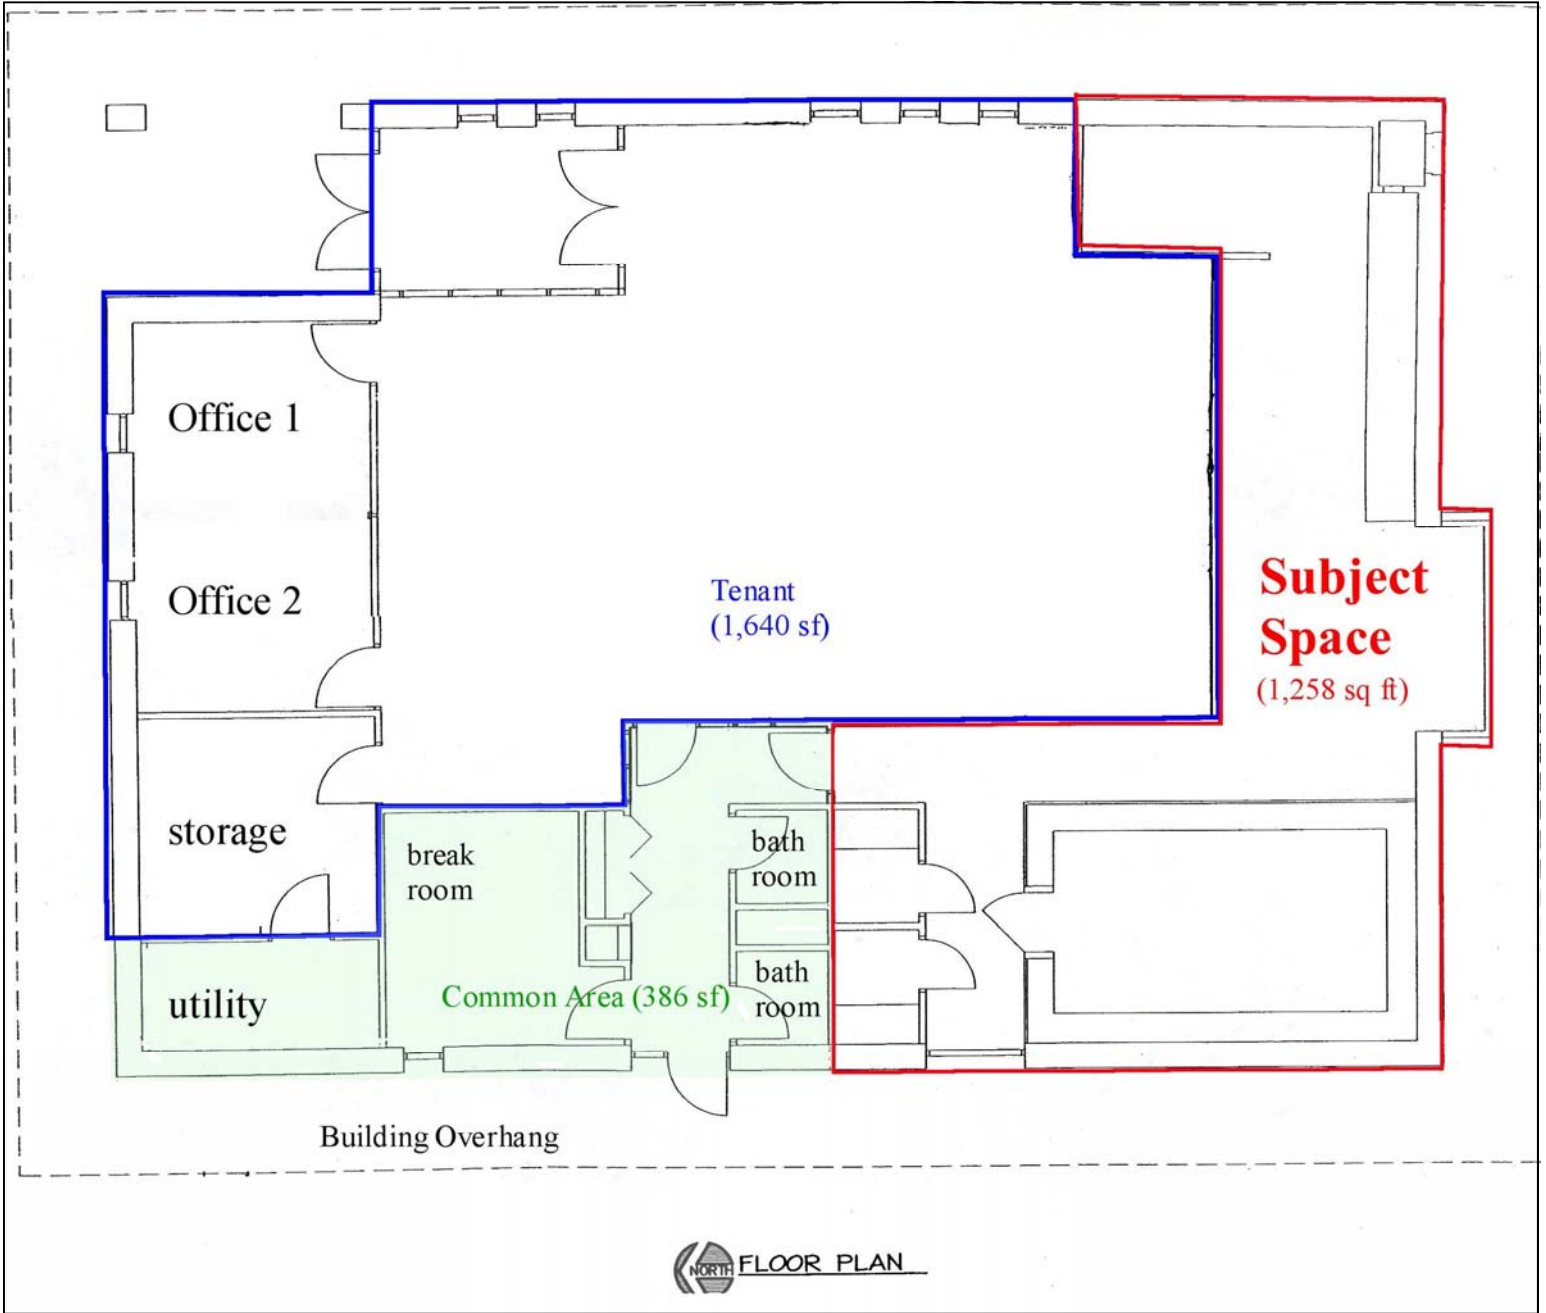 Office 1
Office 2
Tenant
(1,640 sf)
Subject
Space
(1,258 sq ft)
storage
break
room
bath
room
utility
Common Area (386 sf)
bath
room
Building Overhang
NORTH
FLOOR PLAN